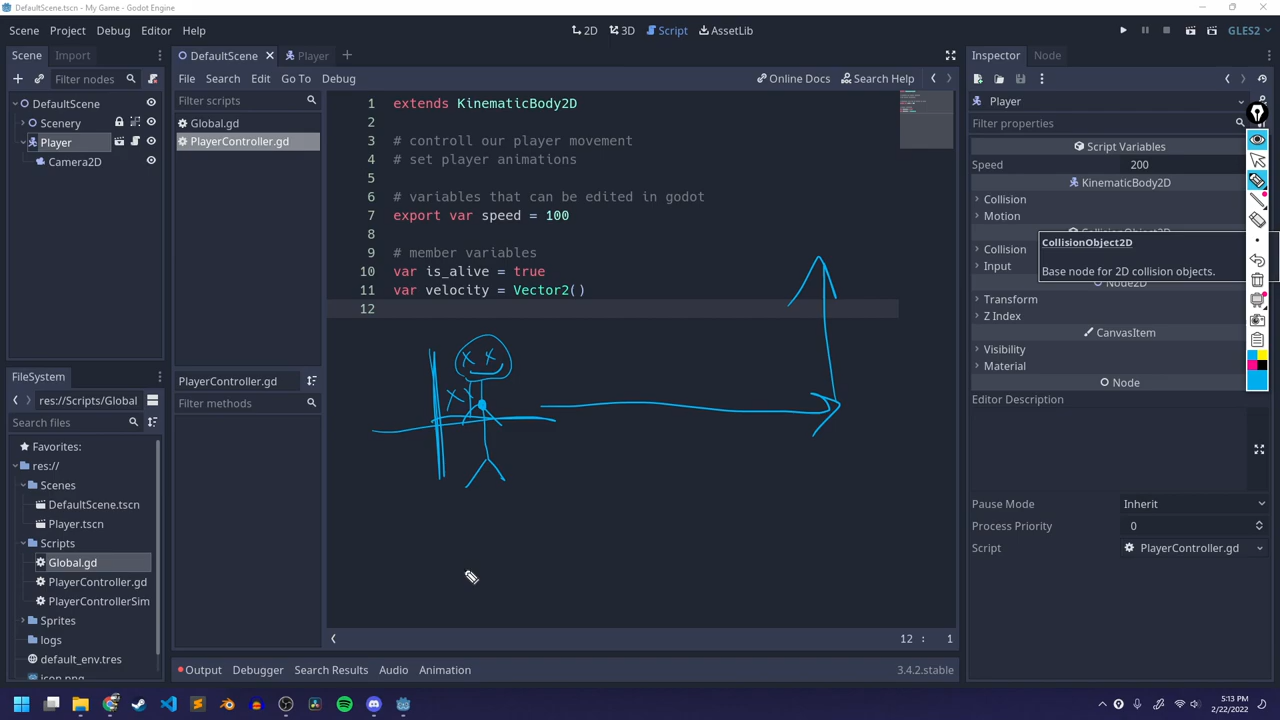 DefaultScene.tscn - My Game - Godot Engine
Scene Project Debug Editor Help
2D 3D Script AssetLib
GLES2
Scene Import
Filter nodes
DefaultScene
Scenery
Player
Camera2D
FileSystem
res://Scripts/Global
Search files
Favorites:
res://
Scenes
DefaultScene.tscn
Player.tscn
Scripts
Global.gd
PlayerController.gd
PlayerControllerSim
Sprites
logs
default_env.tres
DefaultScene Player
File Search Edit Go To Debug
Online Docs Search Help
Filter scripts
Global.gd
PlayerController.gd
PlayerController.gd
Filter methods
1 extends KinematicBody2D
2
3 # controll our player movement
4 # set player animations
5
6 # variables that can be edited in godot
7 export var speed = 100
8
9 # member variables
10 var is_alive = true
11 var velocity = Vector2()
12
X X
X X
12 : 1
Output Debugger Search Results Audio Animation
3.4.2.stable
Inspector Node
Player
Filter properties
Script Variables
Speed 200
KinematicBody2D
Collision
Motion
CollisionObject2D
Collision
Input
CollisionObject2D
Base node for 2D collision objects.
Node2D
Transform
Z Index
CanvasItem
Visibility
Material
Node
Editor Description
Pause Mode Inherit
Process Priority 0
Script PlayerController.gd
5:13 PM
2/22/2022